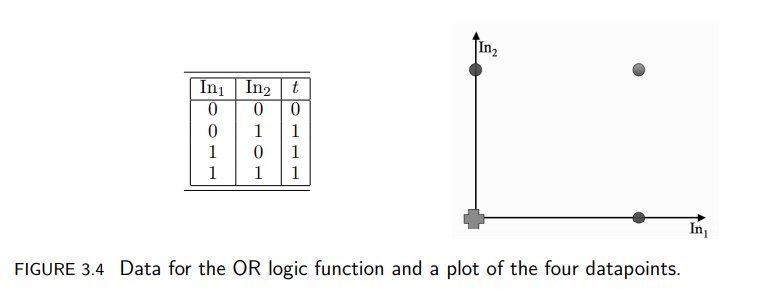 In₁ In₂ t
0 0 0
0 1 1
1 0 1
1 1 1
In₂
In₁
FIGURE 3.4 Data for the OR logic function and a plot of the four datapoints.